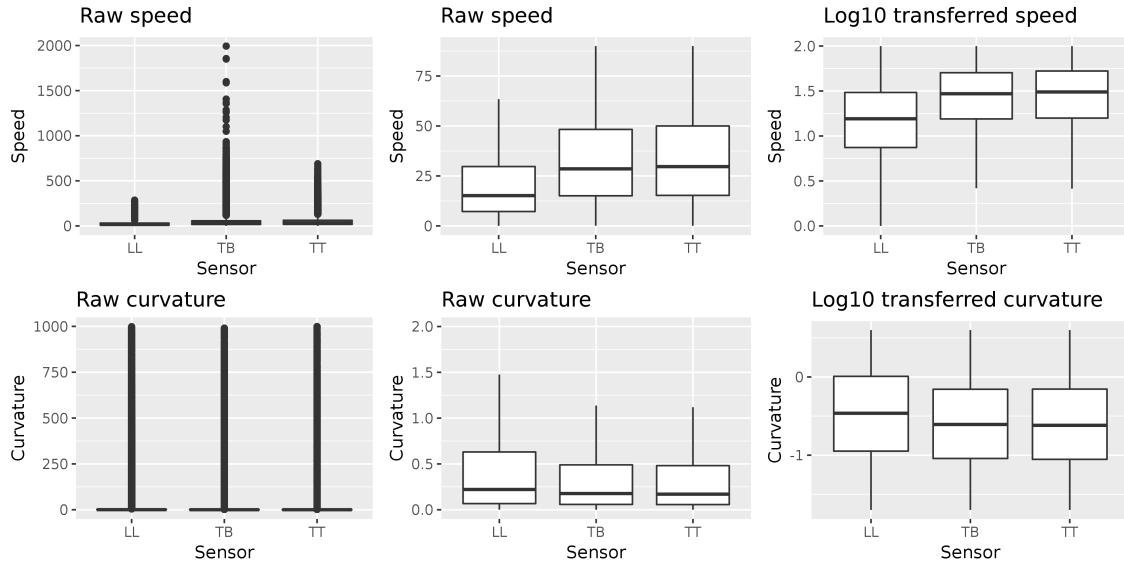 Raw speed
Speed
2000
1500
1000
500
0
LL TB TT
Sensor
Raw speed
Speed
75
50
25
0
LL TB TT
Sensor
Log10 transferred speed
Speed
2.0
1.5
1.0
0.5
0.0
LL TB TT
Sensor
Raw curvature
Curvature
1000
750
500
250
0
LL TB TT
Sensor
Raw curvature
Curvature
2.0
1.5
1.0
0.5
0.0
LL TB TT
Sensor
Log10 transferred curvature
Curvature
0
-1
LL TB TT
Sensor